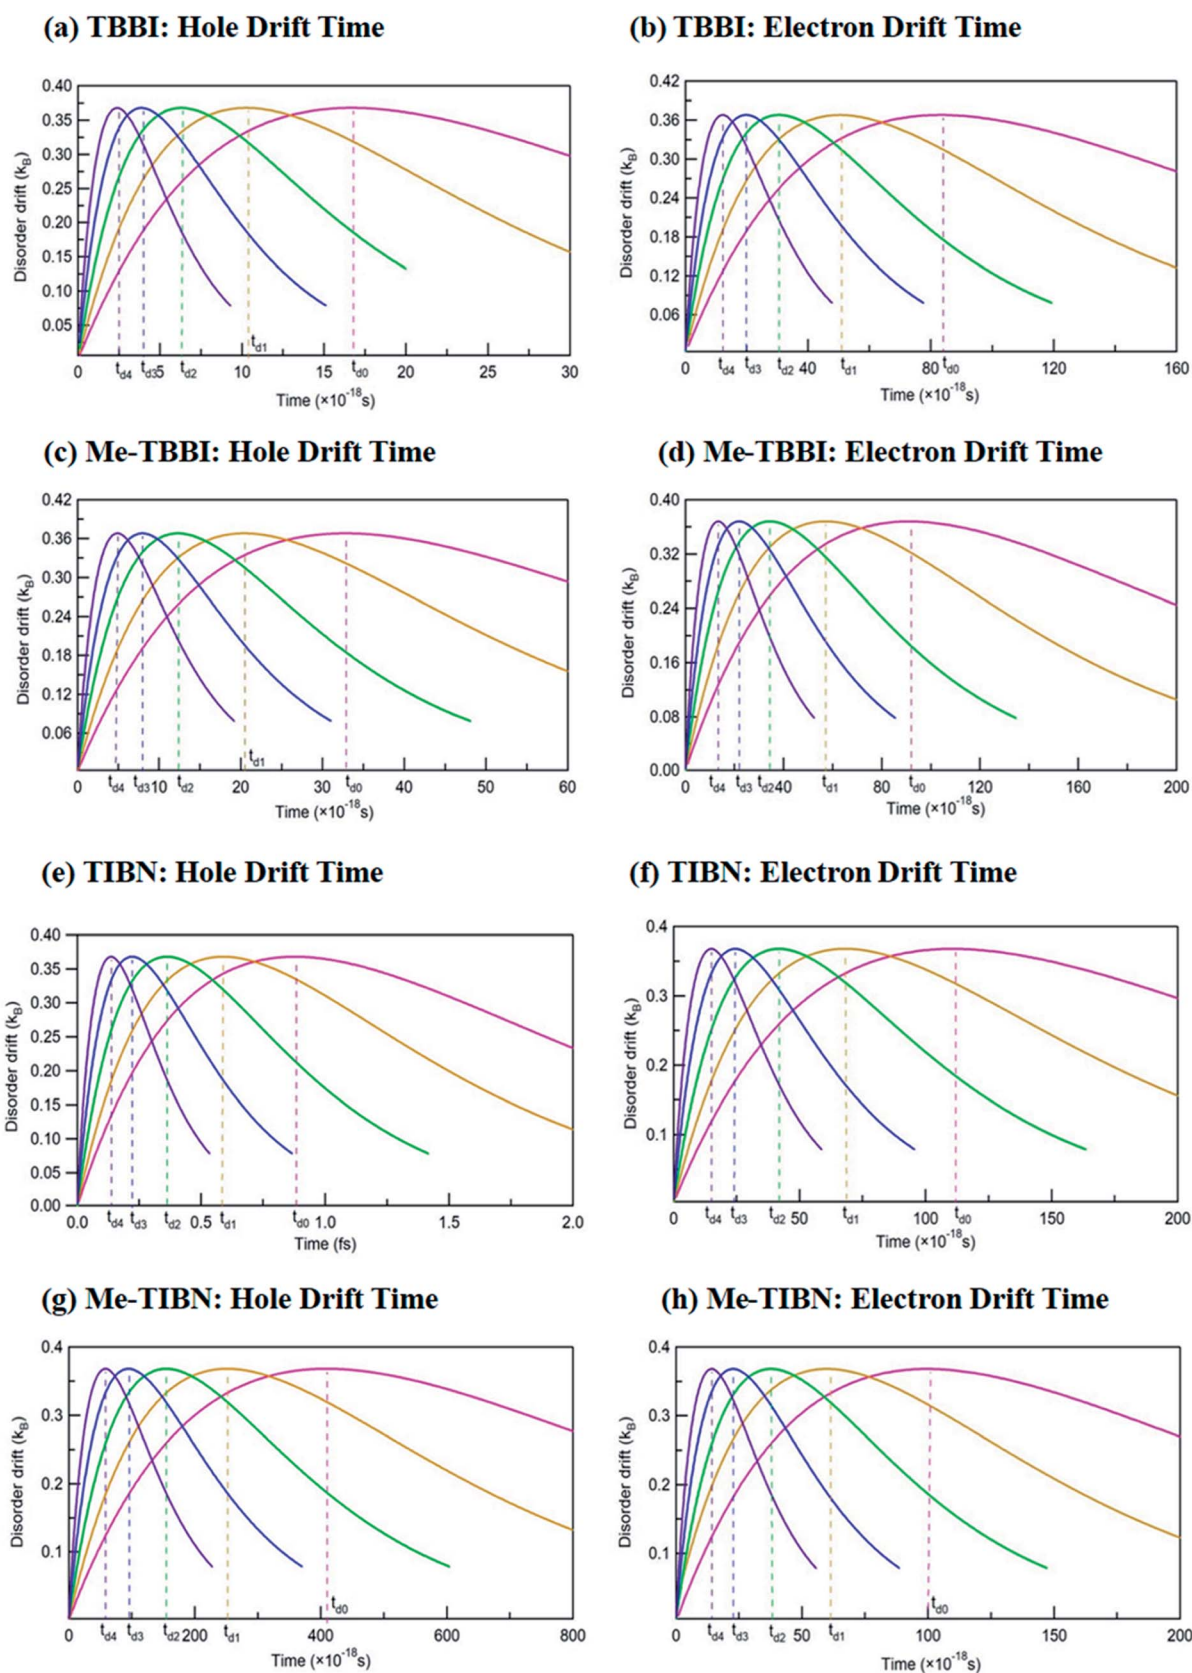 (a) TBBI: Hole Drift Time
0.40
0.35
0.30
0.25
0.20
0.15
0.10
0.05
Disorder drift (kB)
td1
0 td4 td3 5 td2 10 15 td0 20 25 30
Time (×10-18s)
(b) TBBI: Electron Drift Time
0.42
0.36
0.30
0.24
0.18
0.12
0.06
Disorder drift (kB)
0 td4 td3 td2 40 td1 80 td0 120 160
Time (×10-18s)
(c) Me-TBBI: Hole Drift Time
0.42
0.36
0.30
0.24
0.18
0.12
0.06
Disorder drift (kB)
td1
0 td4 td3 10 td2 20 30 td0 40 50 60
Time (×10-18s)
(d) Me-TBBI: Electron Drift Time
0.40
0.32
0.24
0.16
0.08
0.00
Disorder drift (kB)
0 td4 td3 td2 40 td1 80 td0 120 160 200
Time (×10-18s)
(e) TIBN: Hole Drift Time
0.40
0.35
0.30
0.25
0.20
0.15
0.10
0.05
0.00
Disorder drift (kB)
0.0 td4 td3 td2 0.5 td1 td0 1.0 1.5 2.0
Time (fs)
(f) TIBN: Electron Drift Time
0.4
0.3
0.2
0.1
Disorder drift (kB)
0 td4 td3 td2 50 td1 100 td0 150 200
Time (×10-18s)
(g) Me-TIBN: Hole Drift Time
0.4
0.3
0.2
0.1
Disorder drift (kB)
td0
0 td4 td3 td2 200 td1 400 600 800
Time (×10-18s)
(h) Me-TIBN: Electron Drift Time
0.4
0.3
0.2
0.1
Disorder drift (kB)
td0
0 td4 td3 td2 50 td1 100 150 200
Time (×10-18s)